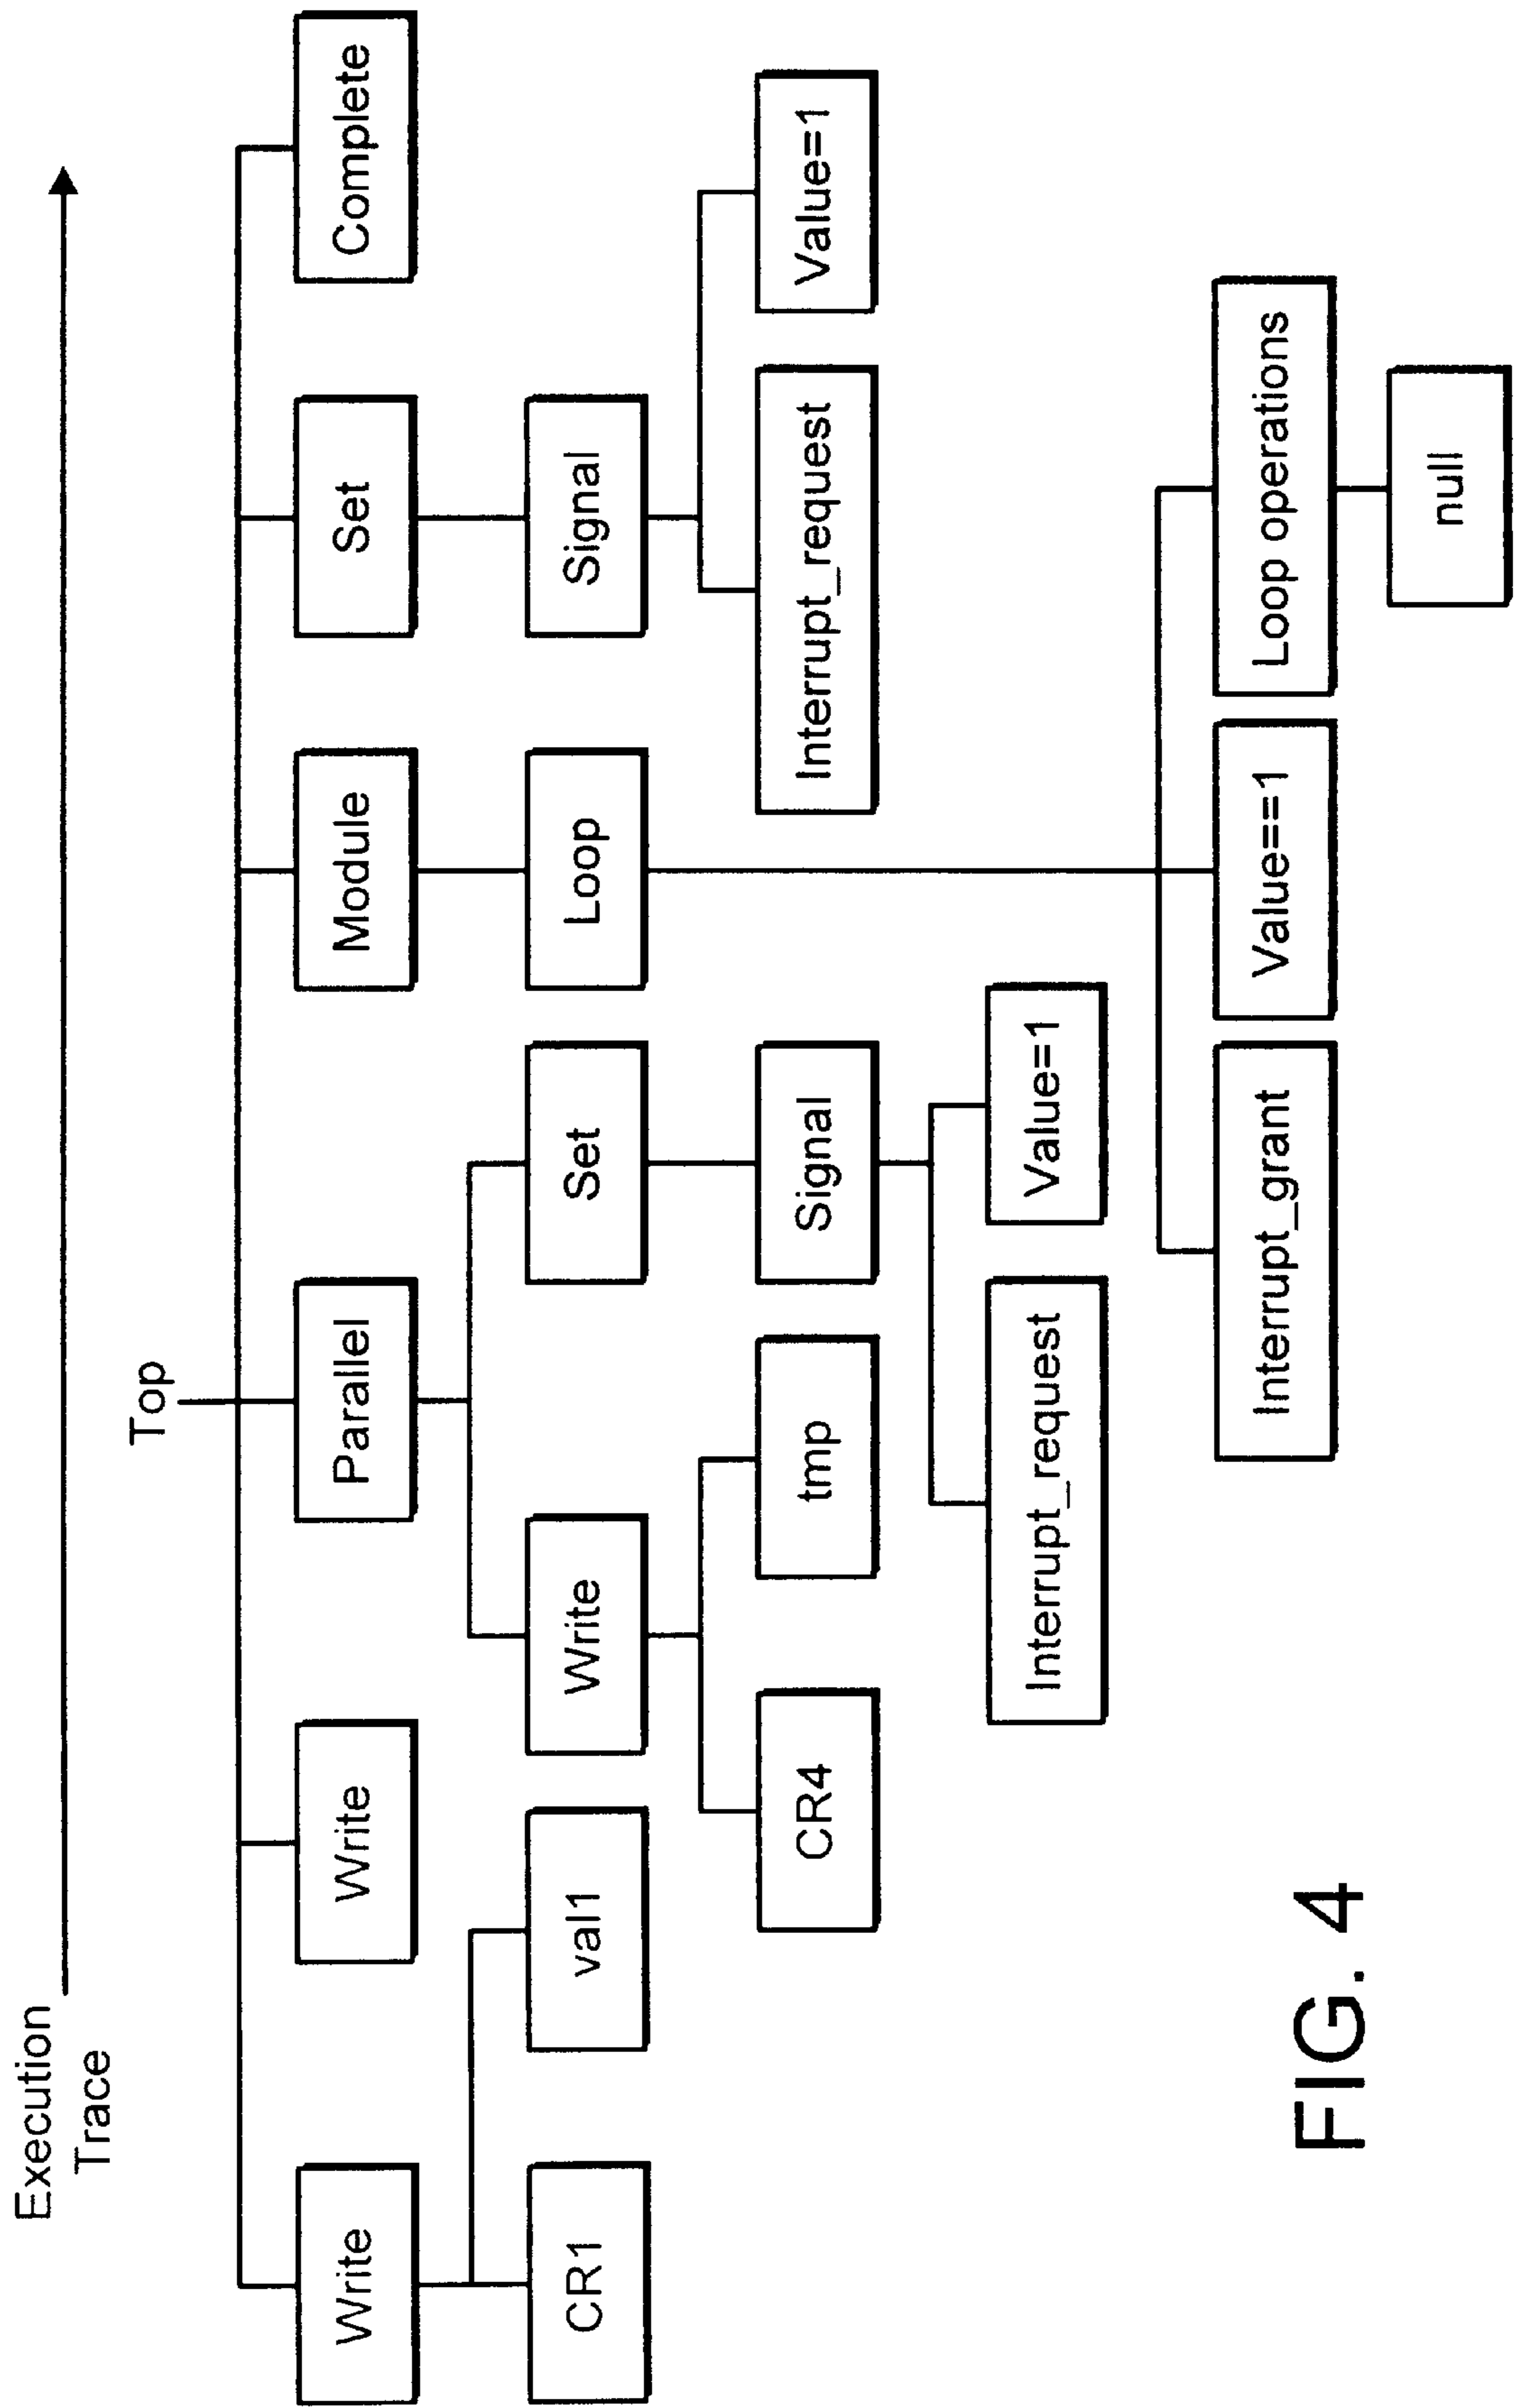 Execution
Trace
Top
Write
Write
Parallel
Module
Set
Complete
CR1
val1
Write
Set
Loop
Signal
CR4
tmp
Signal
Interrupt_request
Value=1
Interrupt_request
Value=1
Interrupt_grant
Value==1
Loop operations
null
FIG. 4